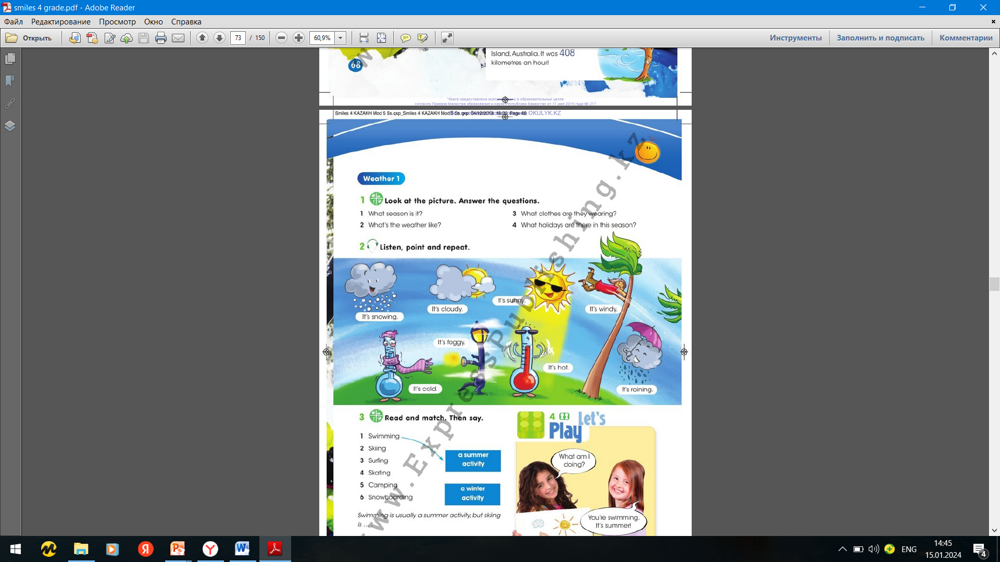 smiles 4 grade.pdf - Adobe Reader
Файл Редактирование Просмотр Окно Справка
Открыть 73 / 150 60,9% Инструменты Заполнить и подписать Комментарии
Island, Australia. It was 408
kilometres an hour!
68
*Книга предоставлена исключительно в образовательных целях
согласно Приказа Министра образования и науки Республики Казахстан от 17 мая 2019 года № 217
Smiles 4 KAZAKH Mod 5 Ss.qxp_Smiles 4 KAZAKH Mod 5 Ss.qxp 04/12/2018 16:36 Page 69
OKULYK.KZ
Weather 1
1 Look at the picture. Answer the questions.
1 What season is it?
2 What's the weather like?
3 What clothes are they wearing?
4 What holidays are there in this season?
2 Listen, point and repeat.
It's snowing.
It's cloudy.
It's sunny.
It's windy.
It's foggy.
It's cold.
It's hot.
It's raining.
3 Read and match. Then say.
1 Swimming
2 Skiing
3 Surfing
4 Skating
5 Camping
6 Snowboarding
a summer
activity
a winter
activity
Swimming is usually a summer activity, but skiing
is ... .
4 Let's
Play
What am I
doing?
You're swimming.
It's summer!
www.ExpressPublishing.kz
ENG
14:45
15.01.2024
4